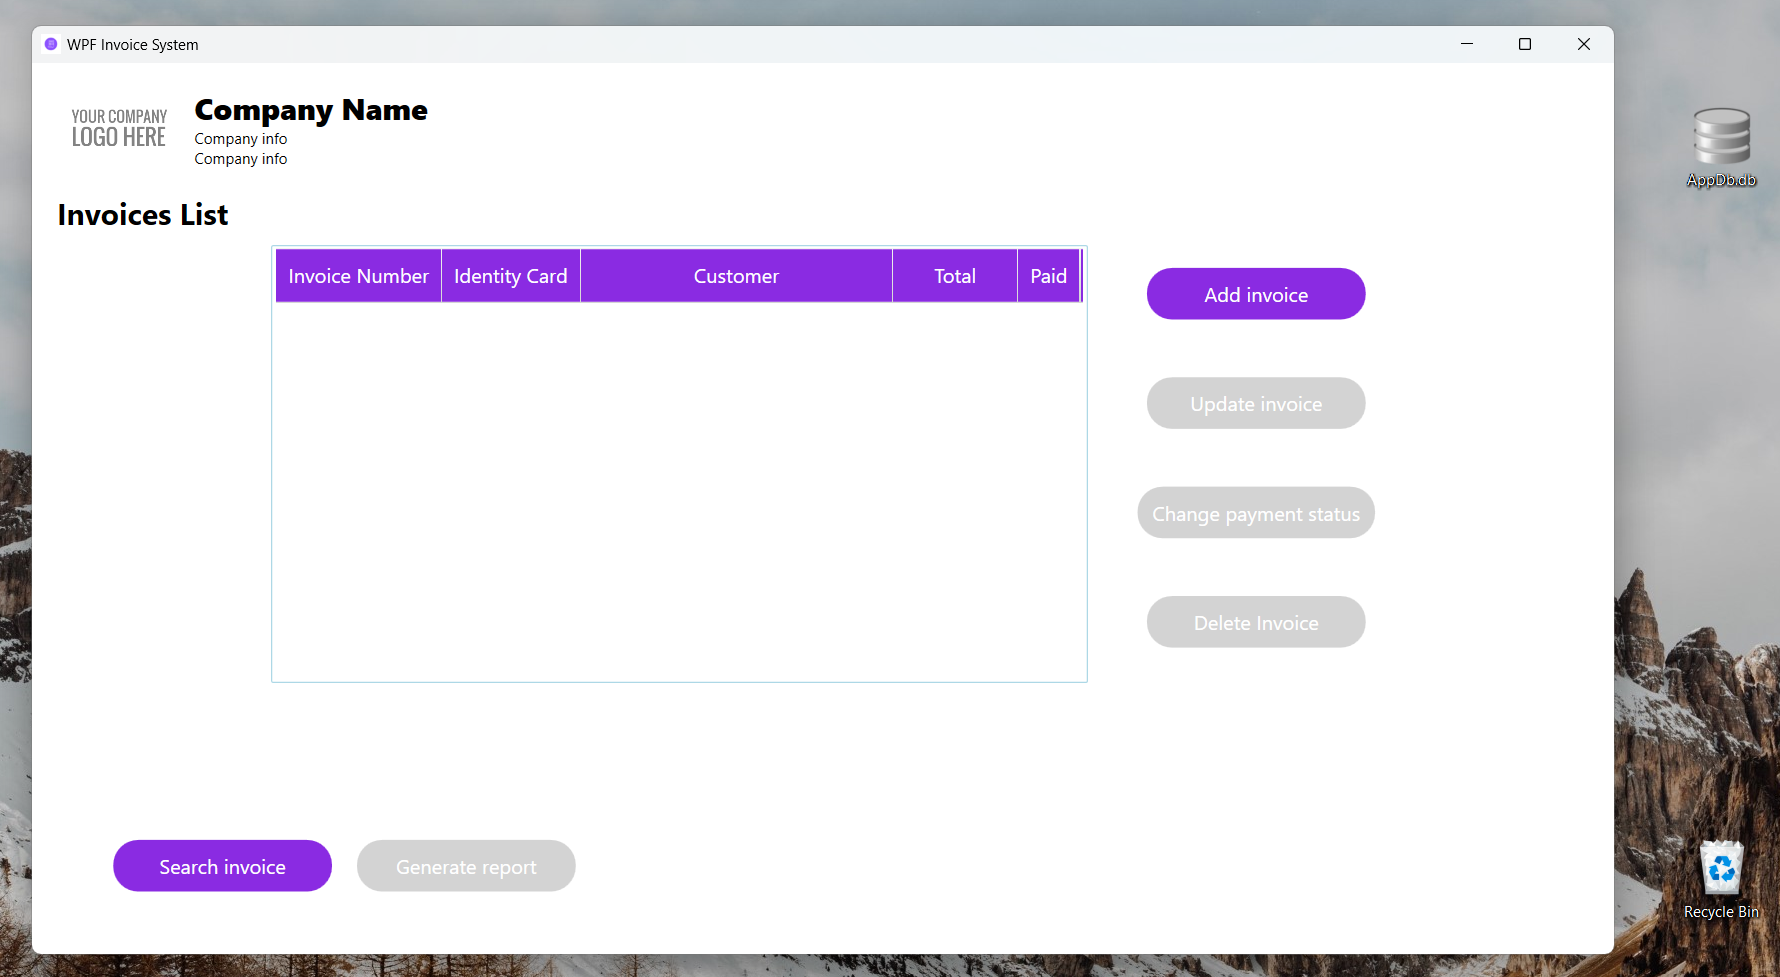 WPF Invoice System
YOUR COMPANY
LOGO HERE
Company Name
Company info
Company info
AppDb.db
Invoices List
Invoice Number Identity Card Customer Total Paid
Add invoice
Update invoice
Change payment status
Delete Invoice
Search invoice Generate report
Recycle Bin